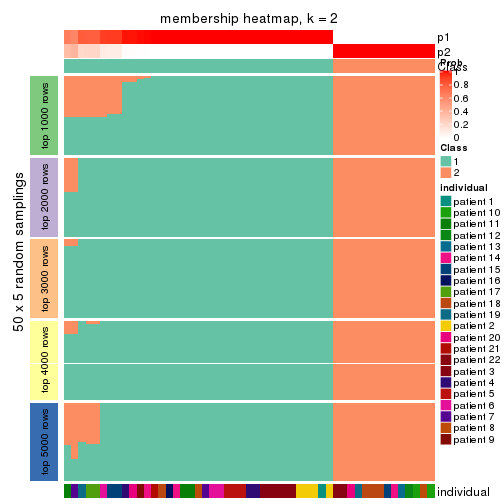 membership heatmap, k = 2
p1
p2
Class
Prob
1
0.8
0.6
0.4
0.2
0
Class
1
2
individual
patient 1
patient 10
patient 11
patient 12
patient 13
patient 14
patient 15
patient 16
patient 17
patient 18
patient 19
patient 2
patient 20
patient 21
patient 22
patient 3
patient 4
patient 5
patient 6
patient 7
patient 8
patient 9
50 x 5 random samplings
top 1000 rows
top 2000 rows
top 3000 rows
top 4000 rows
top 5000 rows
individual